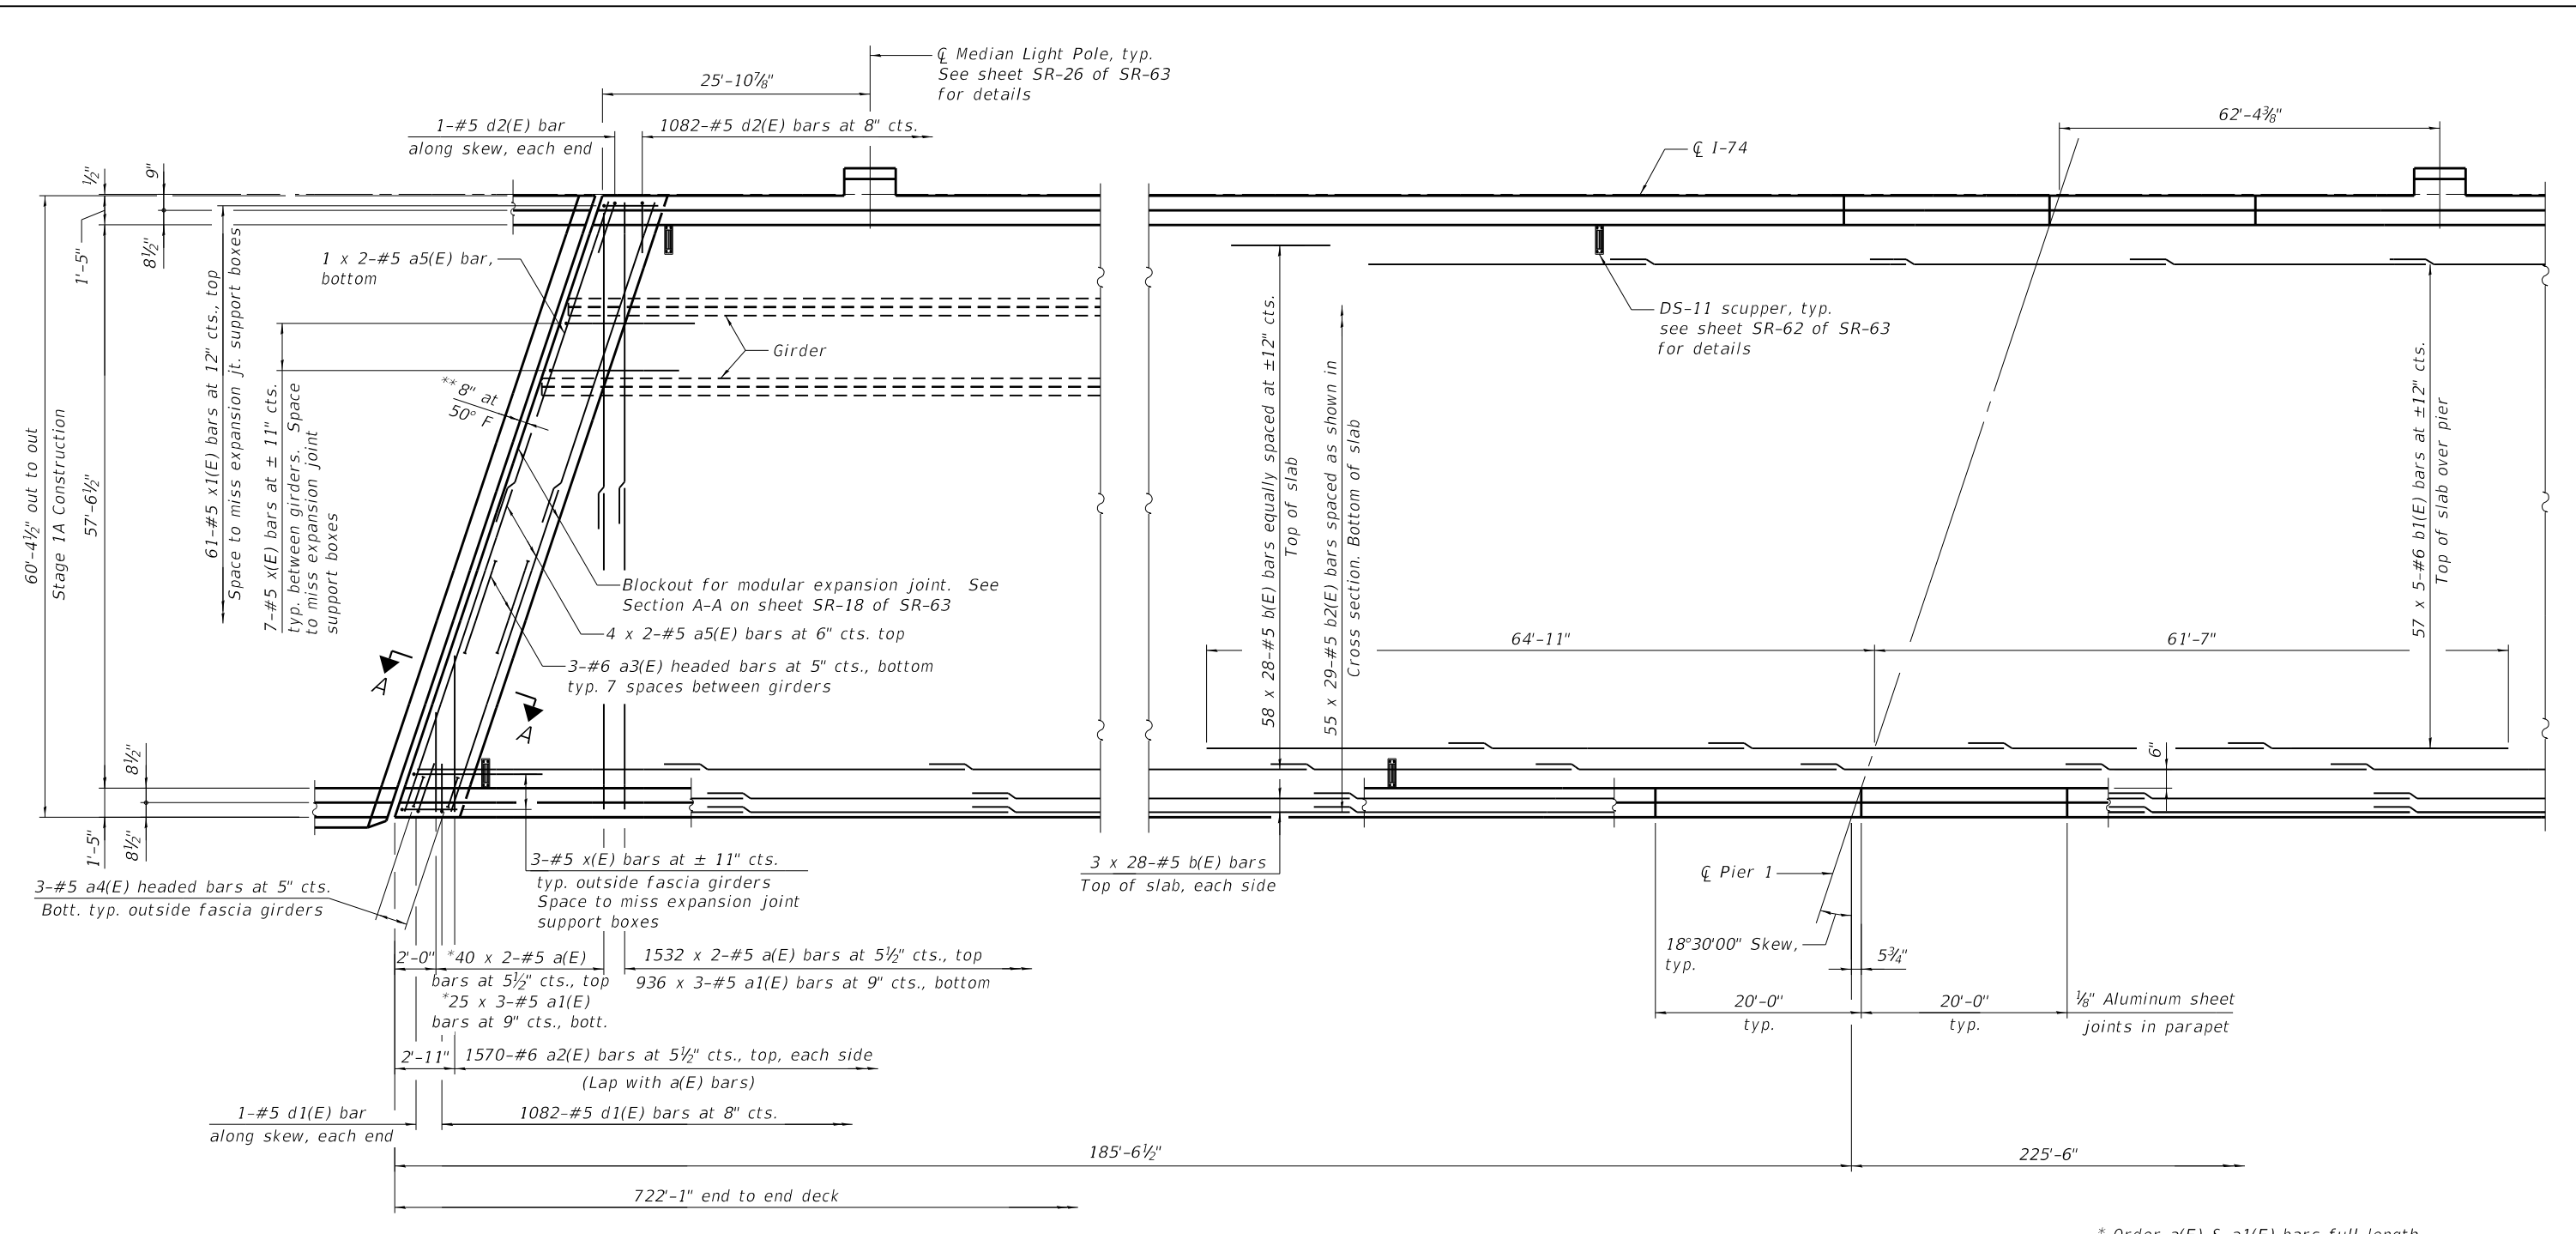 ℄ Median Light Pole, typ.
See sheet SR-26 of SR-63
for details
25'-10⅞"
1-#5 d2(E) bar
along skew, each end
1082-#5 d2(E) bars at 8" cts.
62'-4⅜"
℄ I-74
½"
9"
1'-5"
8½"
1 x 2-#5 a5(E) bar,
bottom
Girder
DS-11 scupper, typ.
see sheet SR-62 of SR-63
for details
60'-4½" out to out
Stage 1A Construction
57'-6½"
61-#5 x1(E) bars at 12" cts., top
Space to miss expansion jt. support boxes
7-#5 x(E) bars at ± 11" cts.
typ. between girders. Space
to miss expansion joint
support boxes
** 8" at
50° F
58 x 28-#5 b(E) bars equally spaced at ±12" cts.
Top of slab
55 x 29-#5 b2(E) bars spaced as shown in
Cross section. Bottom of slab
57 x 5-#6 b1(E) bars at ±12" cts.
Top of slab over pier
Blockout for modular expansion joint. See
Section A-A on sheet SR-18 of SR-63
4 x 2-#5 a5(E) bars at 6" cts. top
3-#6 a3(E) headed bars at 5" cts., bottom
typ. 7 spaces between girders
64'-11"
61'-7"
A
A
6"
8½"
8½"
1'-5"
3-#5 a4(E) headed bars at 5" cts.
Bott. typ. outside fascia girders
3-#5 x(E) bars at ± 11" cts.
typ. outside fascia girders
Space to miss expansion joint
support boxes
3 x 28-#5 b(E) bars
Top of slab, each side
℄ Pier 1
18°30'00" Skew,
typ.
5¾"
2'-0"
*40 x 2-#5 a(E)
bars at 5½" cts., top
*25 x 3-#5 a1(E)
bars at 9" cts., bott.
1532 x 2-#5 a(E) bars at 5½" cts., top
936 x 3-#5 a1(E) bars at 9" cts., bottom
20'-0"
typ.
20'-0"
typ.
⅛" Aluminum sheet
joints in parapet
2'-11"
1570-#6 a2(E) bars at 5½" cts., top, each side
(Lap with a(E) bars)
1-#5 d1(E) bar
along skew, each end
1082-#5 d1(E) bars at 8" cts.
185'-6½"
225'-6"
722'-1" end to end deck
* Order a(E) & a1(E) bars full length